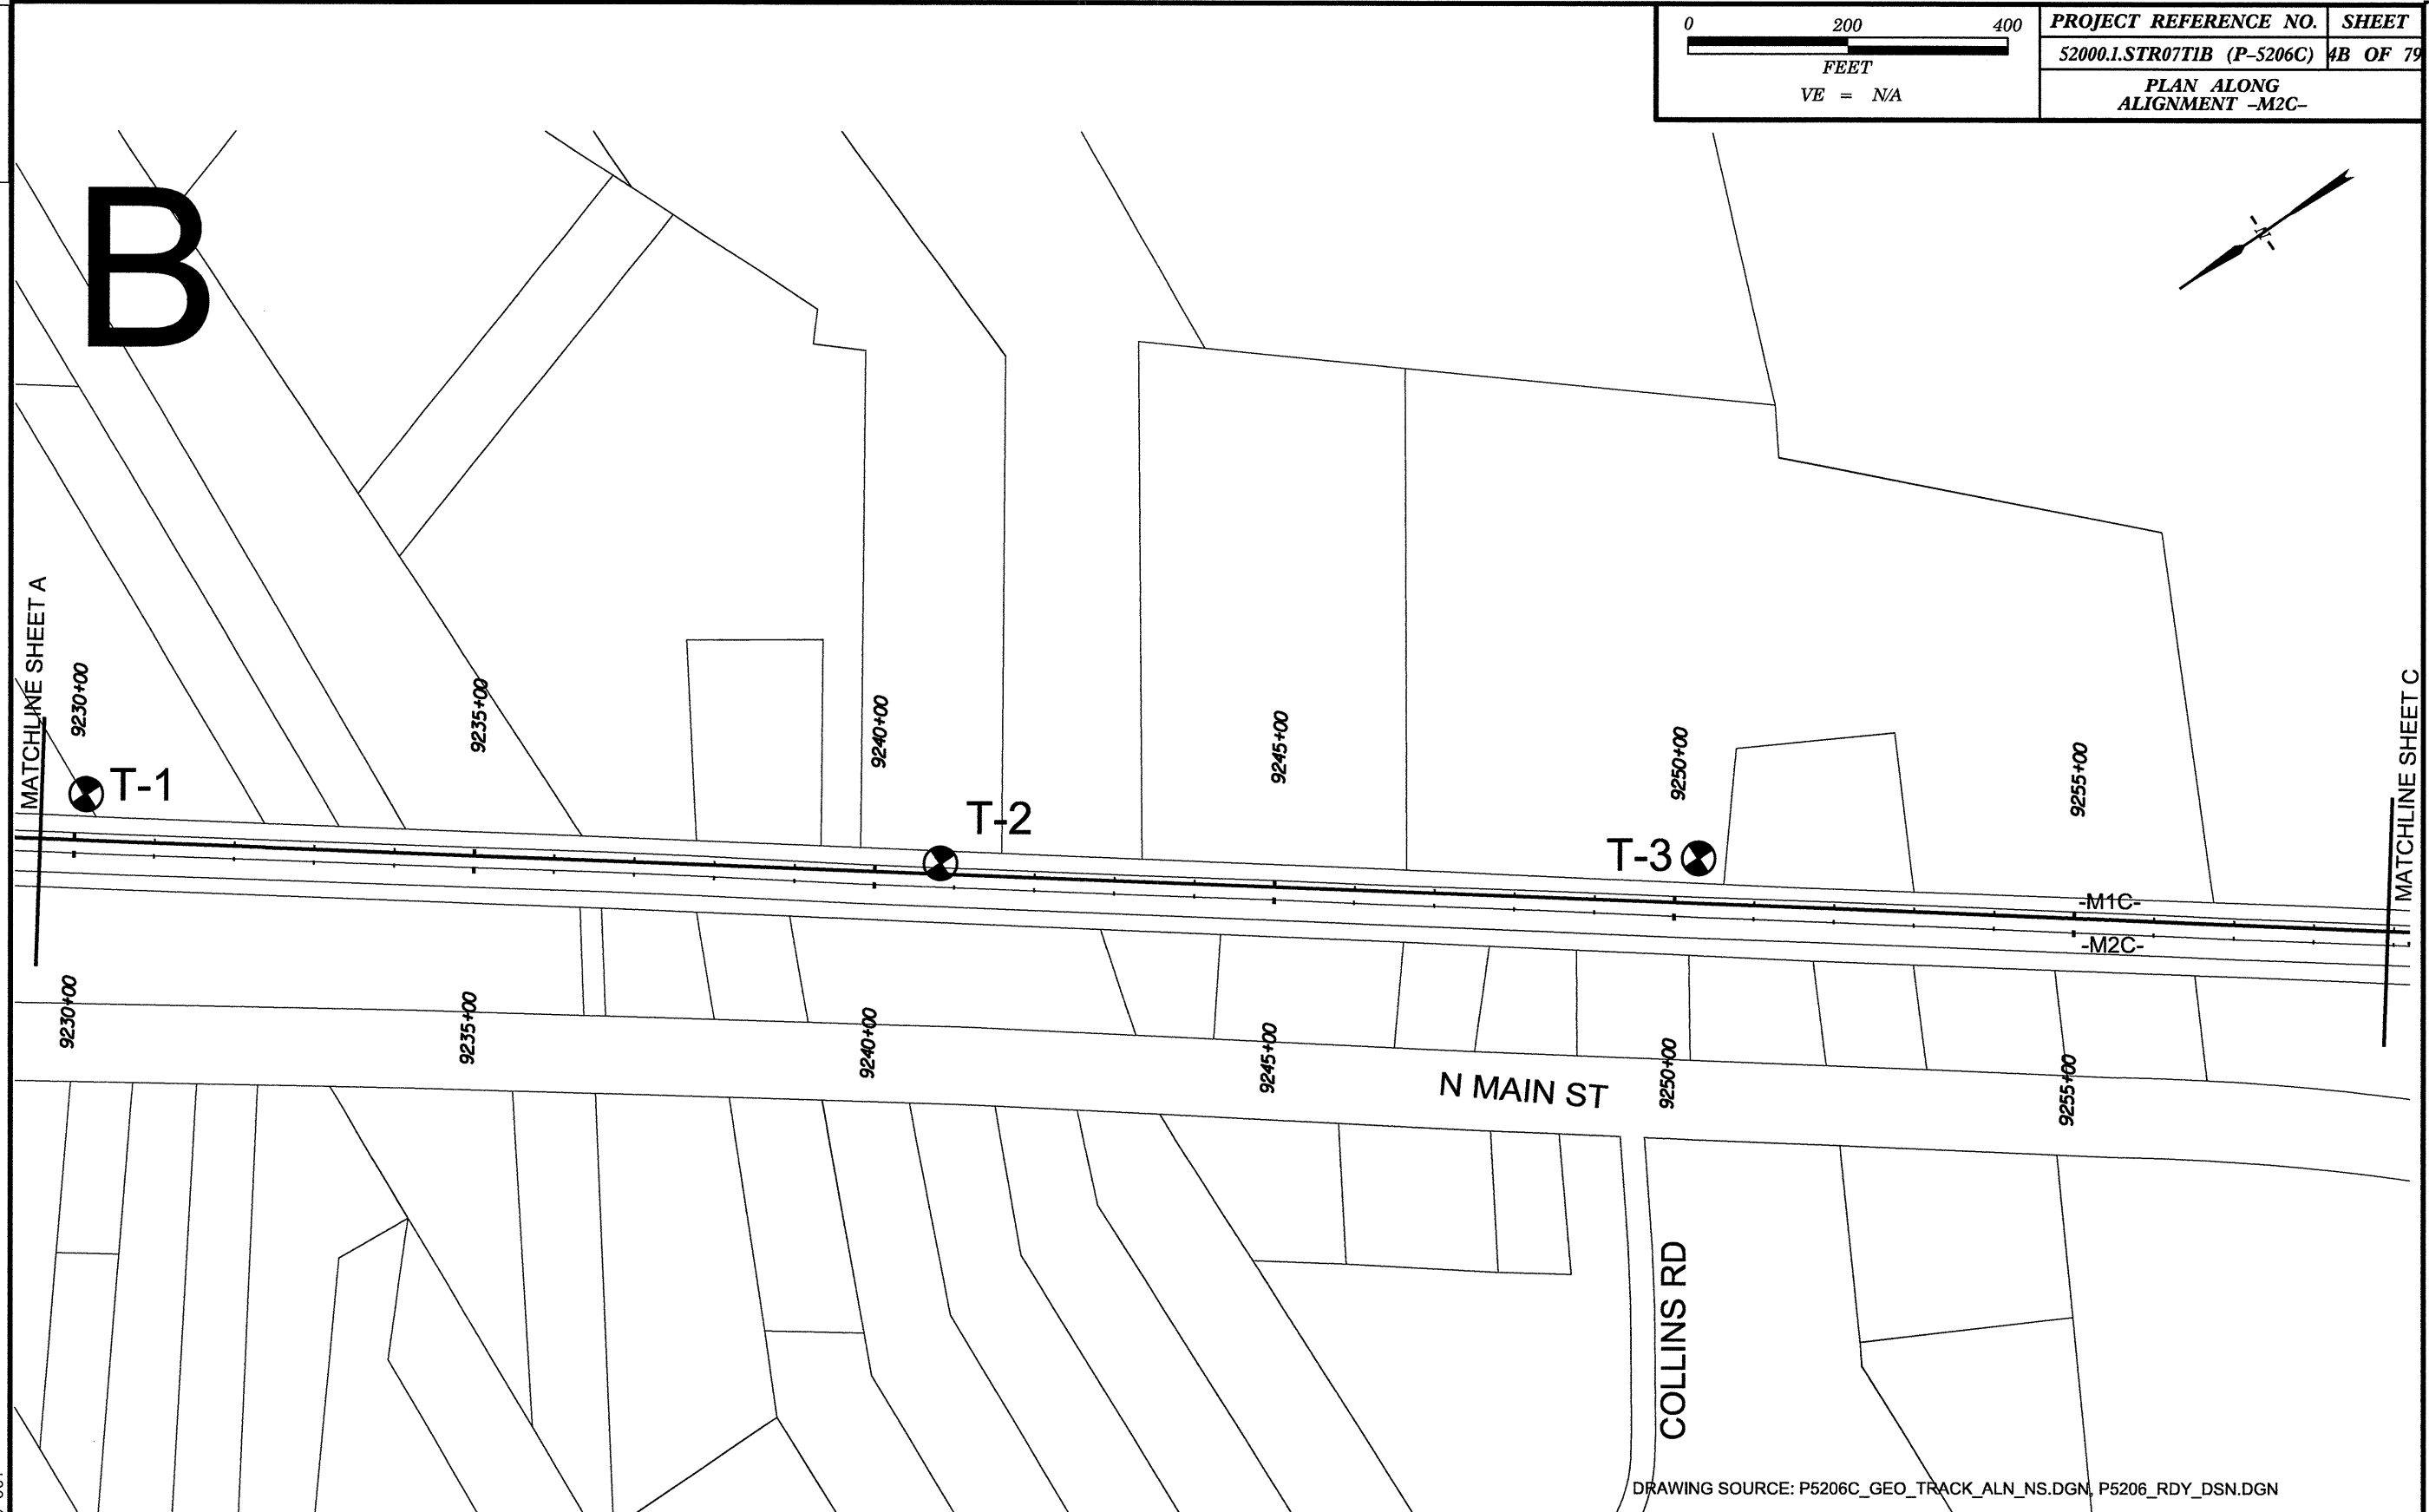 0 200 400
FEET
VE = N/A
PROJECT REFERENCE NO. SHEET
52000.1.STR07T1B (P-5206C) 4B OF 79
PLAN ALONG
ALIGNMENT -M2C-
B
N
MATCHLINE SHEET A
9230+00
9235+00
9240+00
9245+00
9250+00
9255+00
MATCHLINE SHEET C
T-1
T-2
T-3
-M1C-
-M2C-
9230+00
9235+00
9240+00
9245+00
9250+00
9255+00
N MAIN ST
COLLINS RD
DRAWING SOURCE: P5206C_GEO_TRACK_ALN_NS.DGN, P5206_RDY_DSN.DGN